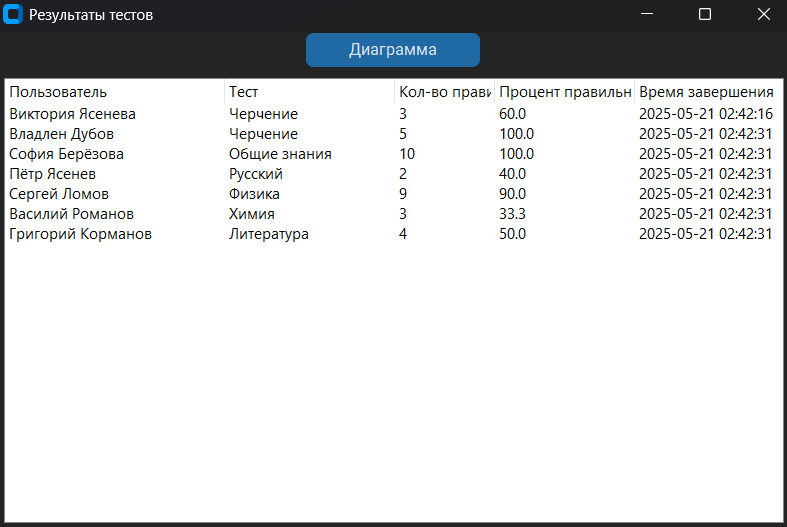 Результаты тестов
Диаграмма
Пользователь Тест Кол-во прави Процент правильн Время завершения
Виктория Ясенева Черчение 3 60.0 2025-05-21 02:42:16
Владлен Дубов Черчение 5 100.0 2025-05-21 02:42:31
София Берёзова Общие знания 10 100.0 2025-05-21 02:42:31
Пётр Ясенев Русский 2 40.0 2025-05-21 02:42:31
Сергей Ломов Физика 9 90.0 2025-05-21 02:42:31
Василий Романов Химия 3 33.3 2025-05-21 02:42:31
Григорий Корманов Литература 4 50.0 2025-05-21 02:42:31